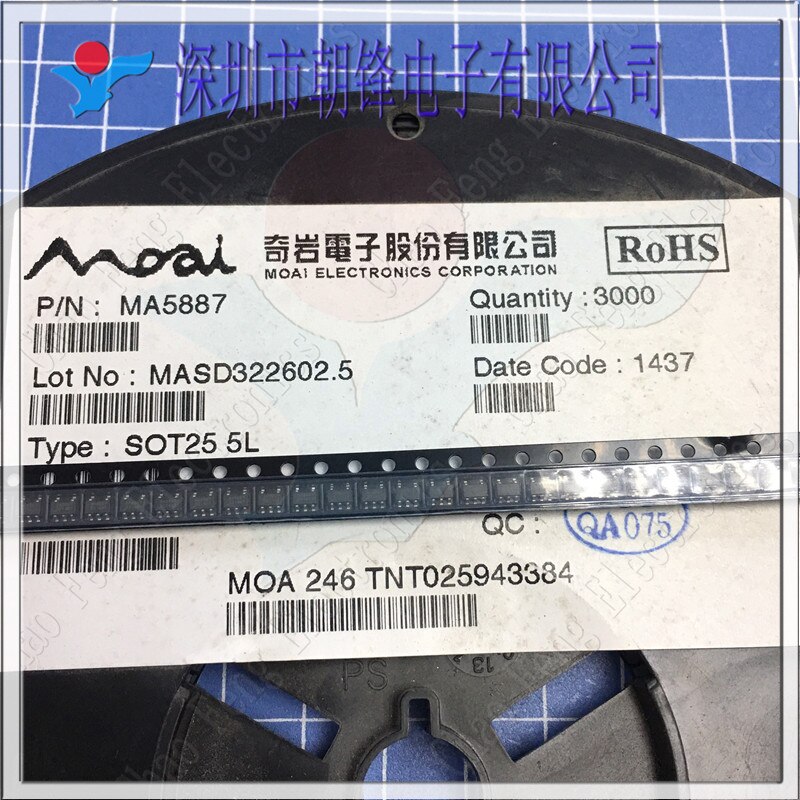 深圳市朝锋电子有限公司
Moai 奇岩電子股份有限公司 RoHS
MOAI ELECTRONICS CORPORATION
P/N : MA5887 Quantity : 3000
Lot No : MASD322602.5 Date Code : 1437
Type : SOT25 5L
QC : QA075
MOA 246 TNT025943384
PS